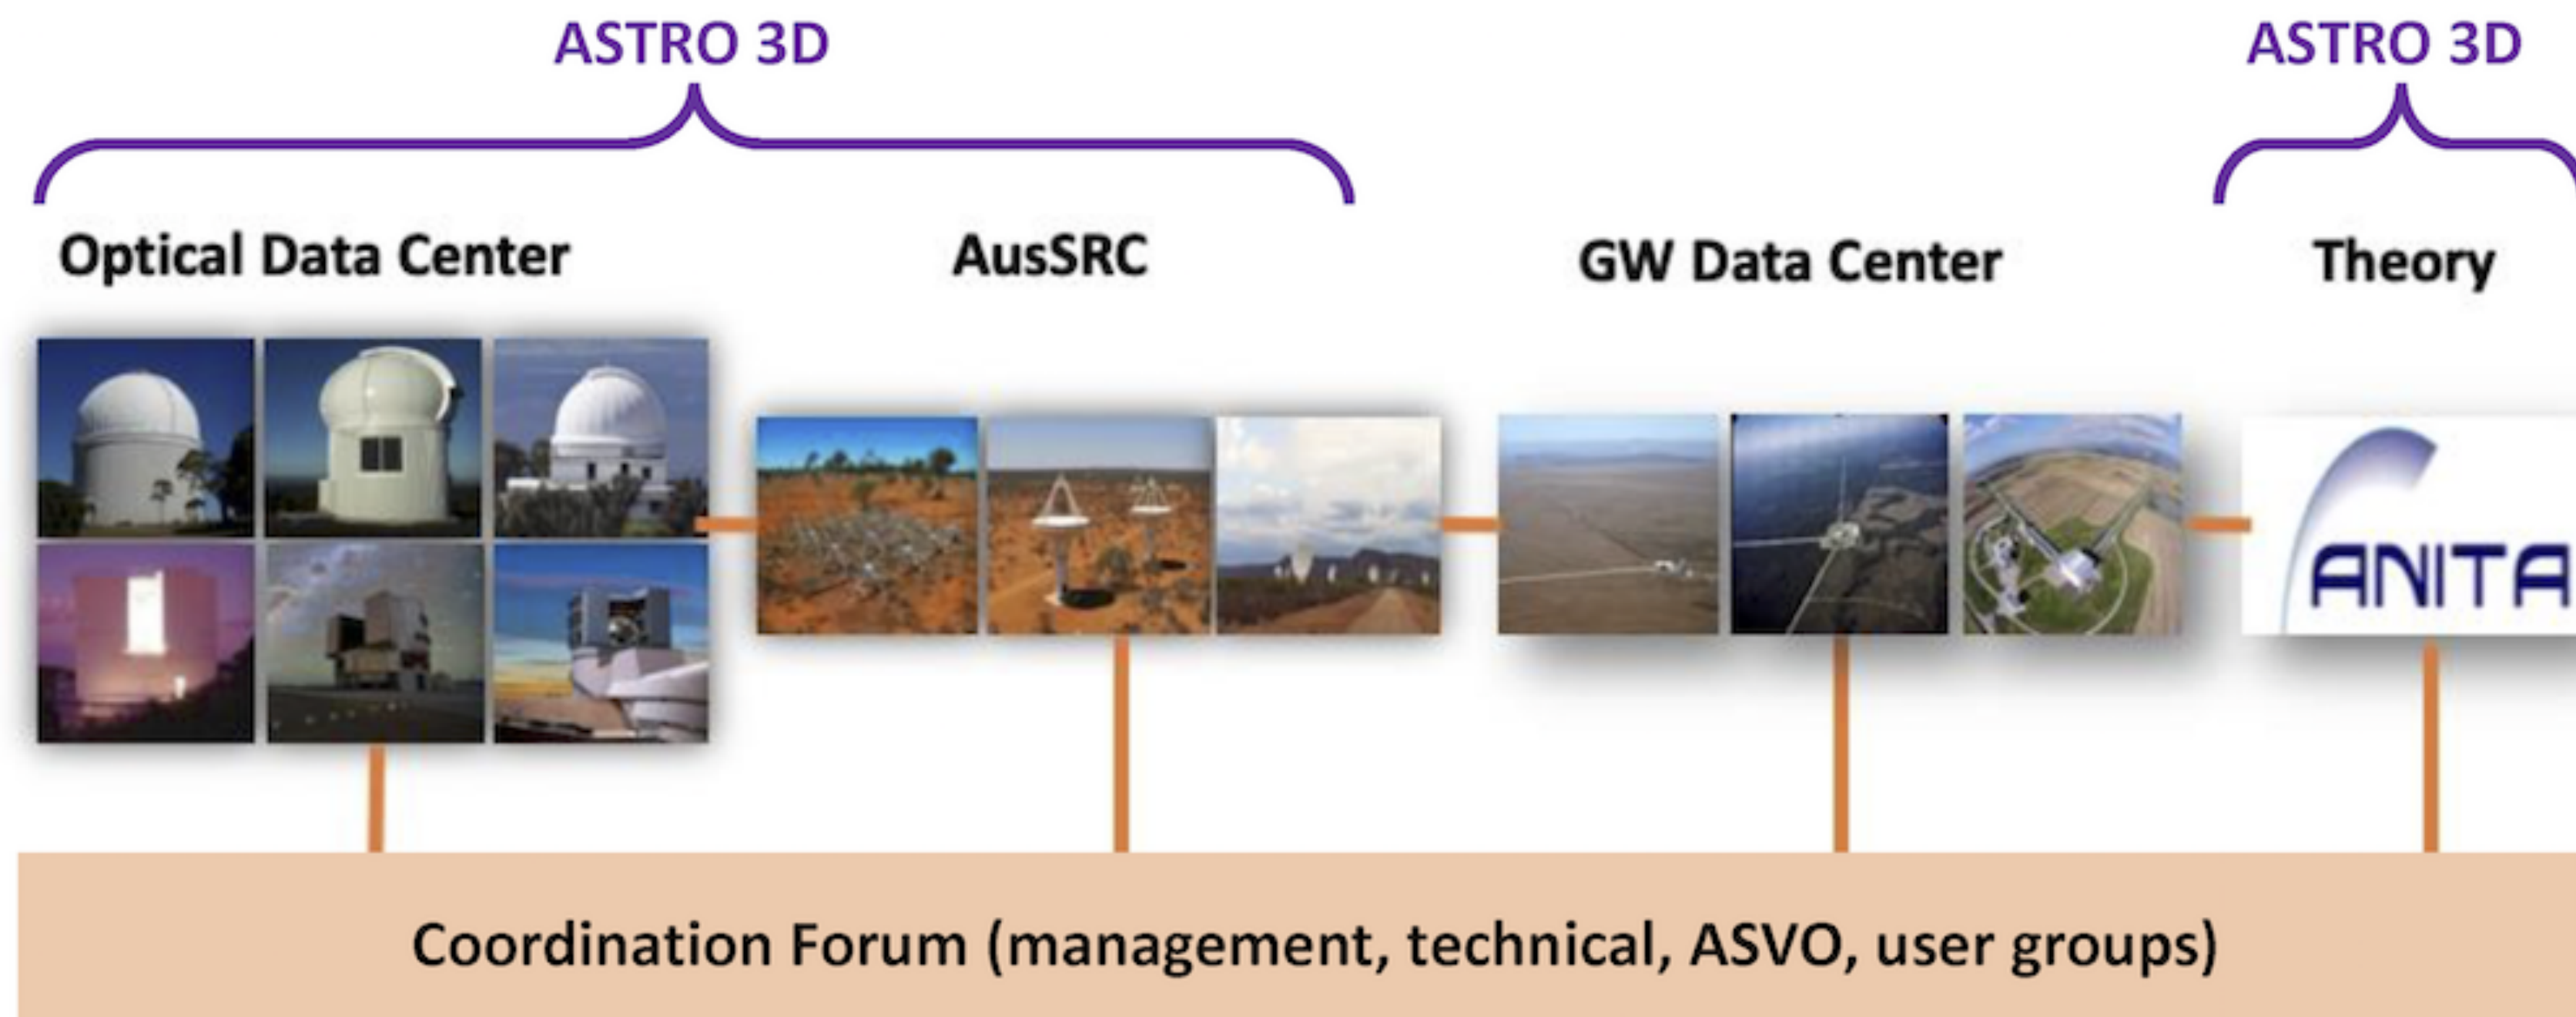 ASTRO 3D
ASTRO 3D
Optical Data Center
AusSRC
GW Data Center
Theory
ANITA
Coordination Forum (management, technical, ASVO, user groups)